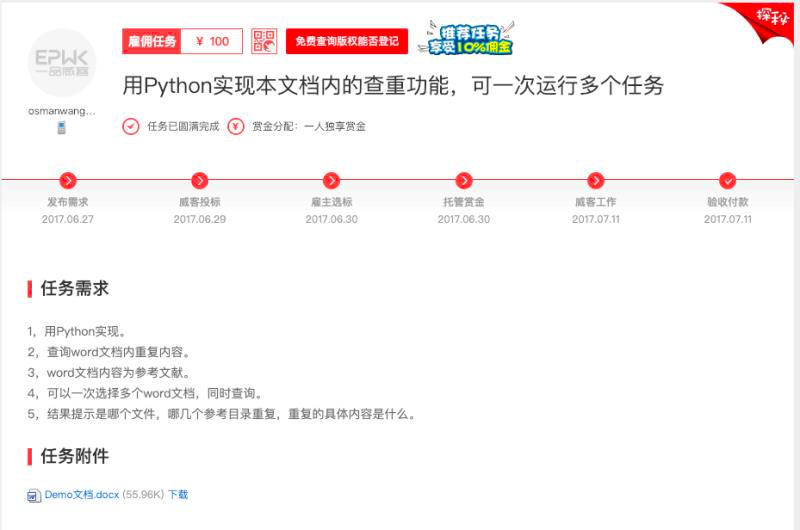 探秘
EPWK
一品威客
osmanwang...
雇佣任务 ¥ 100
免费查询版权能否登记
推荐任务
享受10%佣金
用Python实现本文档内的查重功能，可一次运行多个任务
任务已圆满完成 ¥ 赏金分配：一人独享赏金
发布需求 威客投标 雇主选标 托管赏金 威客工作 验收付款
2017.06.27 2017.06.29 2017.06.30 2017.06.30 2017.07.11 2017.07.11
任务需求
1，用Python实现。
2，查询word文档内重复内容。
3，word文档内容为参考文献。
4，可以一次选择多个word文档，同时查询。
5，结果提示是哪个文件，哪几个参考目录重复，重复的具体内容是什么。
任务附件
Demo文档.docx (55.96K) 下载